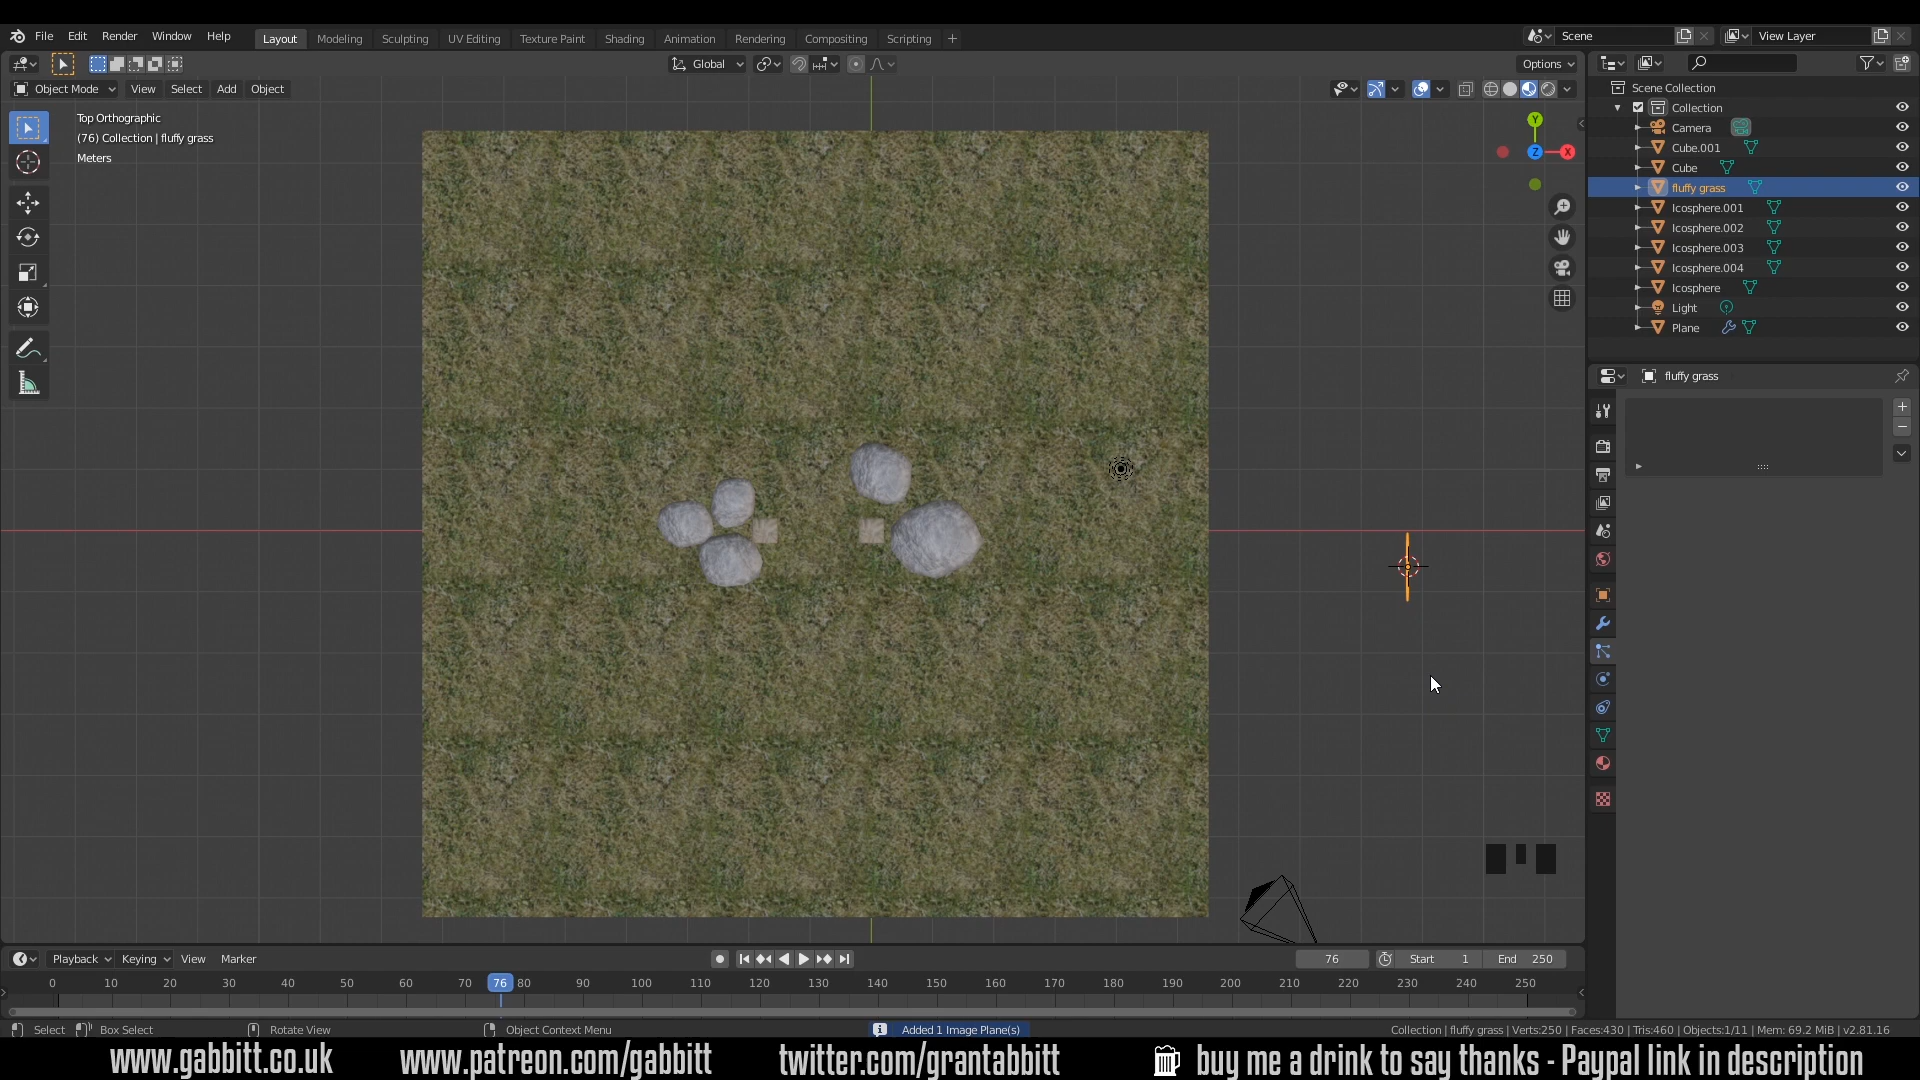 File Edit Render Window Help
Layout Modeling Sculpting UV Editing Texture Paint Shading Animation Rendering Compositing Scripting +
Scene
View Layer
Global
Options
Object Mode View Select Add Object
Top Orthographic
(76) Collection | fluffy grass
Meters
Y
Z
X
Scene Collection
Collection
Camera
Cube.001
Cube
fluffy grass
Icosphere.001
Icosphere.002
Icosphere.003
Icosphere.004
Icosphere
Light
Plane
fluffy grass
Playback Keying View Marker
76
Start 1
End 250
0 10 20 30 40 50 60 70 76 80 90 100 110 120 130 140 150 160 170 180 190 200 210 220 230 240 250
Select Box Select Rotate View Object Context Menu
Added 1 Image Plane(s)
Collection | fluffy grass | Verts:250 | Faces:430 | Tris:460 | Objects:1/11 | Mem: 69.2 MiB | v2.81.16
www.gabbitt.co.uk www.patreon.com/gabbitt twitter.com/grantabbitt buy me a drink to say thanks - Paypal link in description